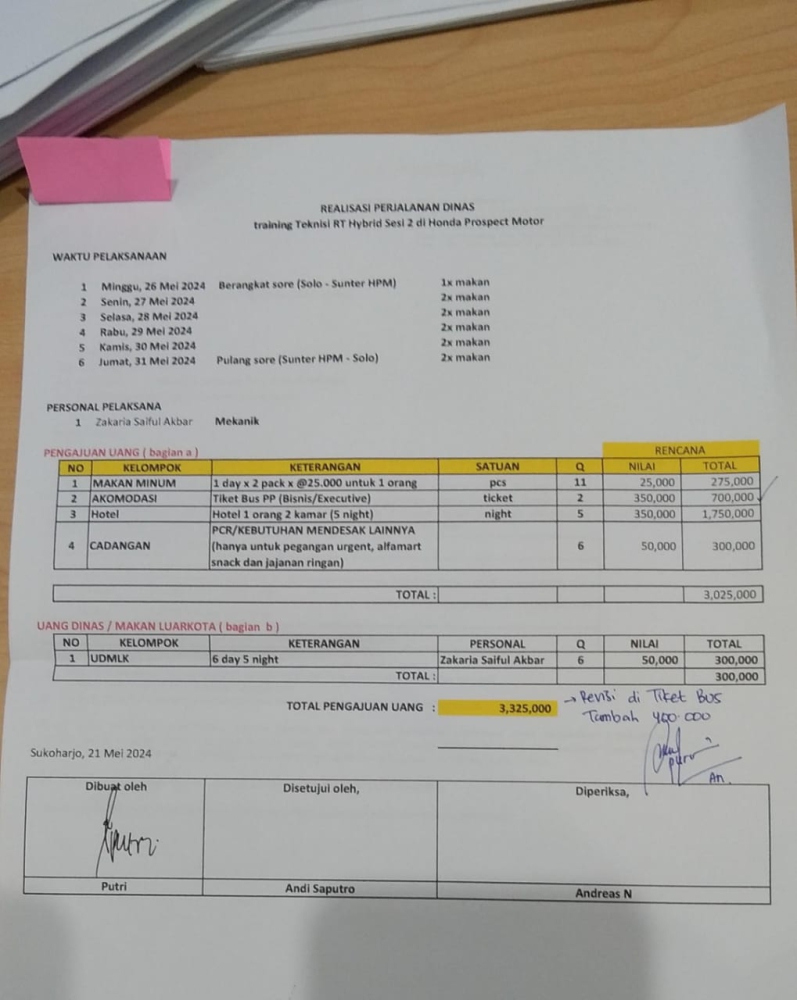 REALISASI PERJALANAN DINAS
training Teknisi RT Hybrid Sesi 2 di Honda Prospect Motor
WAKTU PELAKSANAAN
1 Minggu, 26 Mei 2024 Berangkat sore (Solo - Sunter HPM) 1x makan
2 Senin, 27 Mei 2024 2x makan
3 Selasa, 28 Mei 2024 2x makan
4 Rabu, 29 Mei 2024 2x makan
5 Kamis, 30 Mei 2024 2x makan
6 Jumat, 31 Mei 2024 Pulang sore (Sunter HPM - Solo) 2x makan
PERSONAL PELAKSANA
1 Zakaria Saiful Akbar Mekanik
PENGAJUAN UANG ( bagian a ) RENCANA
NO KELOMPOK KETERANGAN SATUAN Q NILAI TOTAL
1 MAKAN MINUM 1 day x 2 pack x @25.000 untuk 1 orang pcs 11 25,000 275,000
2 AKOMODASI Tiket Bus PP (Bisnis/Executive) ticket 2 350,000 700,000
3 Hotel Hotel 1 orang 2 kamar (5 night) night 5 350,000 1,750,000
4 CADANGAN PCR/KEBUTUHAN MENDESAK LAINNYA
(hanya untuk pegangan urgent, alfamart 6 50,000 300,000
snack dan jajanan ringan)
TOTAL : 3,025,000
UANG DINAS / MAKAN LUARKOTA ( bagian b )
NO KELOMPOK KETERANGAN PERSONAL Q NILAI TOTAL
1 UDMLK 6 day 5 night Zakaria Saiful Akbar 6 50,000 300,000
TOTAL : 300,000
TOTAL PENGAJUAN UANG : 3,325,000
→ Revisi di Tiket Bus
Tambah 400.000
Putri
An.
Sukoharjo, 21 Mei 2024
Dibuat oleh Disetujui oleh, Diperiksa,
Putri
Putri Andi Saputro Andreas N